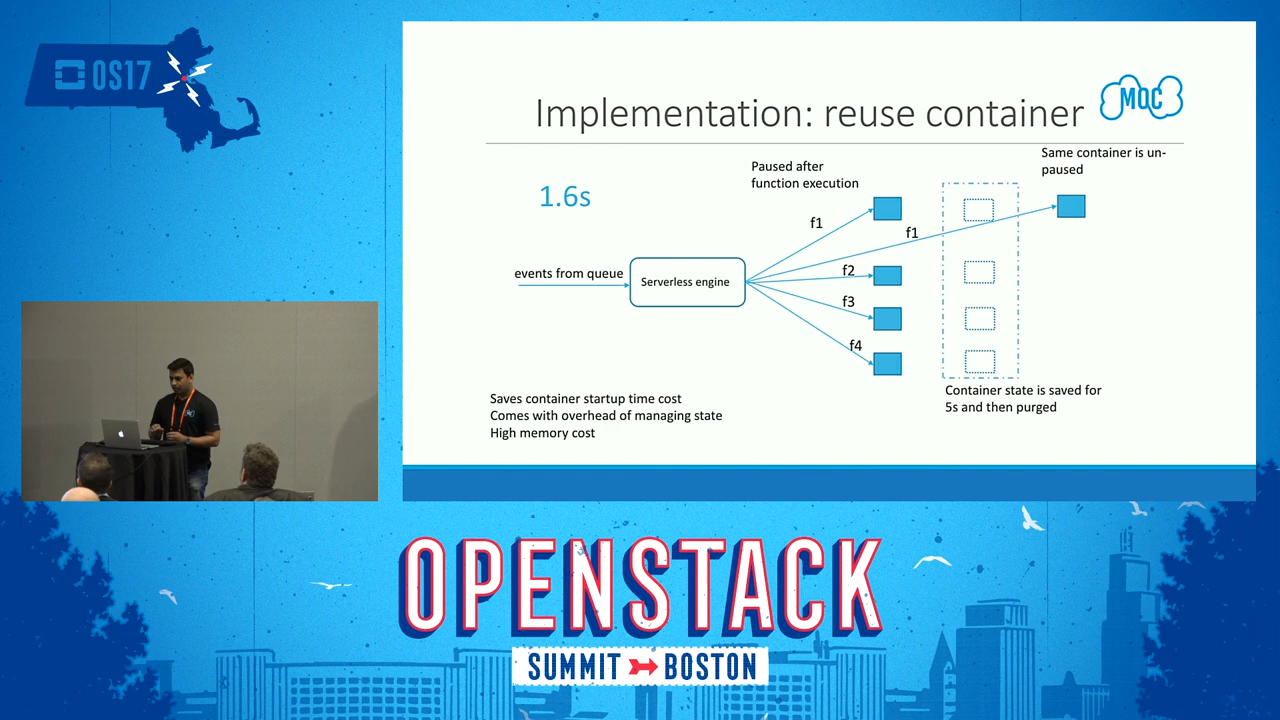 OS17
Implementation: reuse container
MOC
Same container is un-
paused
Paused after
function execution
1.6s
f1
f1
events from queue
Serverless engine
f2
f3
f4
Container state is saved for
5s and then purged
Saves container startup time cost
Comes with overhead of managing state
High memory cost
OPENSTACK
SUMMIT BOSTON